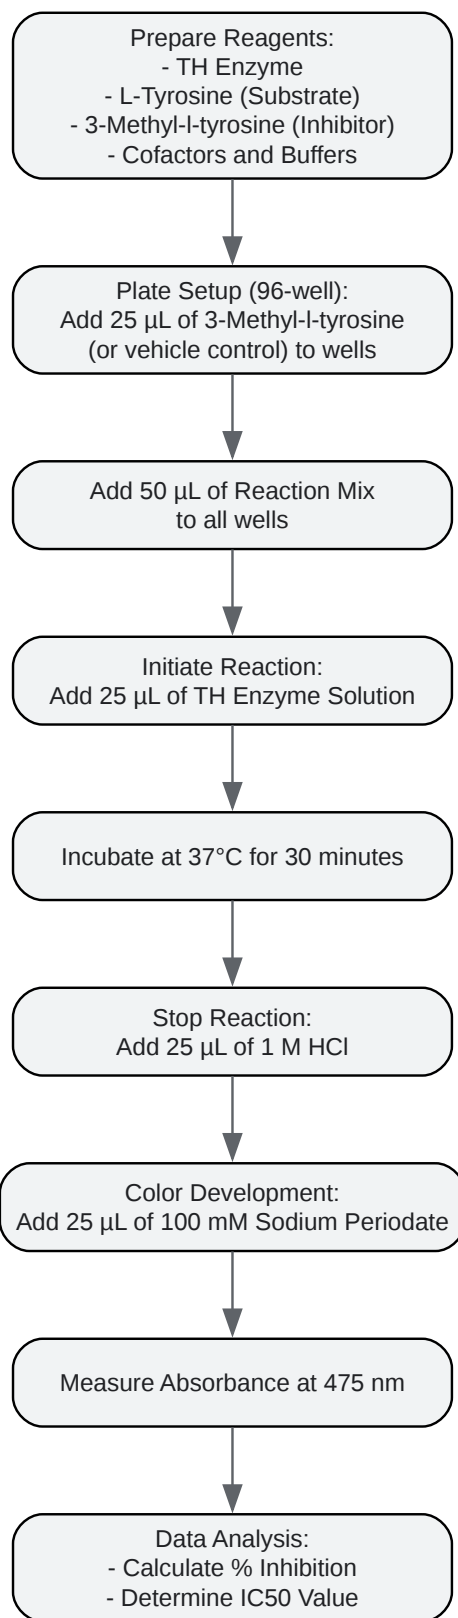 Prepare Reagents:
- TH Enzyme
- L-Tyrosine (Substrate)
- 3-Methyl-l-tyrosine (Inhibitor)
- Cofactors and Buffers
Plate Setup (96-well):
Add 25 µL of 3-Methyl-l-tyrosine
(or vehicle control) to wells
Add 50 µL of Reaction Mix
to all wells
Initiate Reaction:
Add 25 µL of TH Enzyme Solution
Incubate at 37°C for 30 minutes
Stop Reaction:
Add 25 µL of 1 M HCl
Color Development:
Add 25 µL of 100 mM Sodium Periodate
Measure Absorbance at 475 nm
Data Analysis:
- Calculate % Inhibition
- Determine IC50 Value